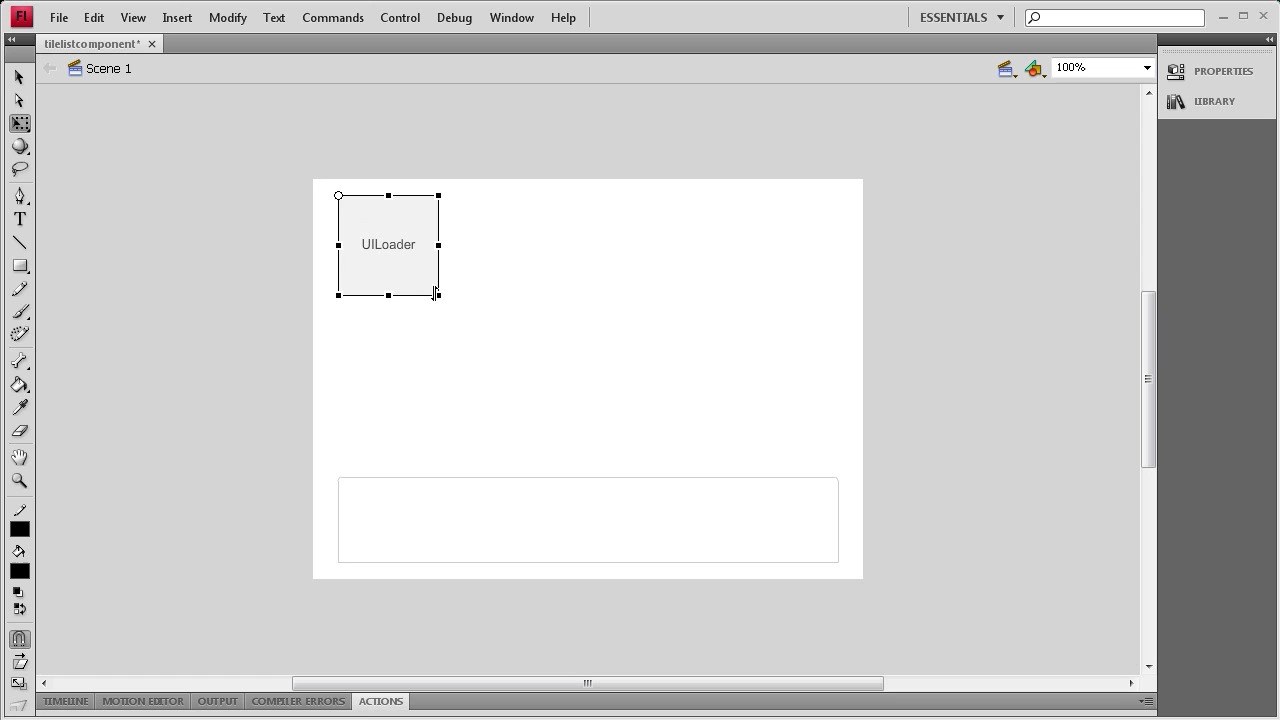 FL File Edit View Insert Modify Text Commands Control Debug Window Help ESSENTIALS
tilelistcomponent*
Scene 1 100%
PROPERTIES
LIBRARY
T
UILoader
TIMELINE MOTION EDITOR OUTPUT COMPILER ERRORS ACTIONS